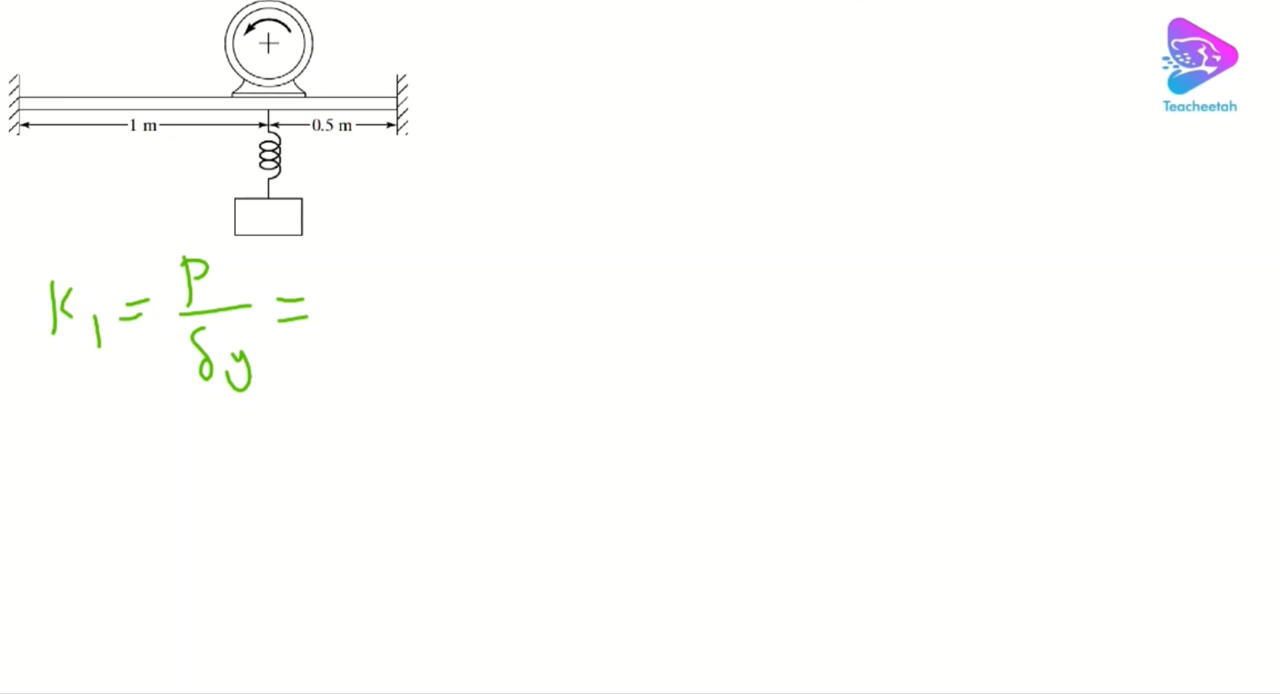 Teacheetah
1 m
0.5 m
K₁ = P / δy =